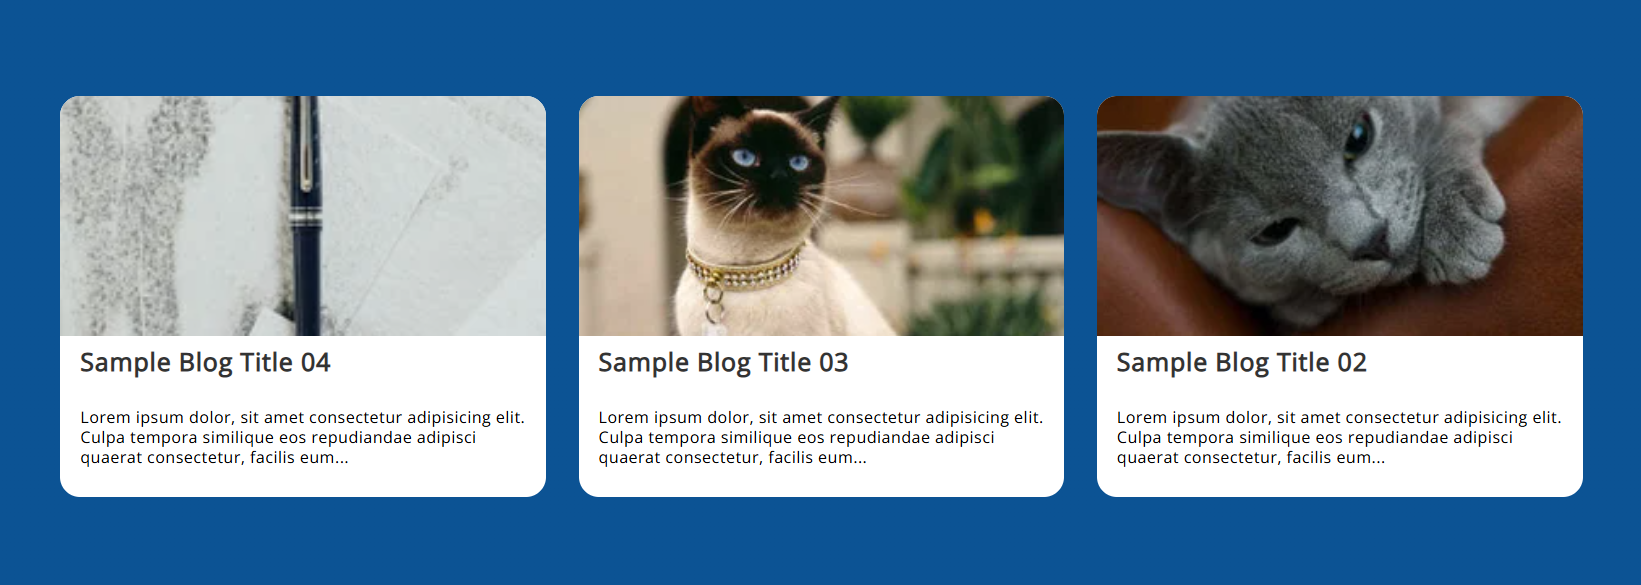 Sample Blog Title 04
Lorem ipsum dolor, sit amet consectetur adipisicing elit.
Culpa tempora similique eos repudiandae adipisci
quaerat consectetur, facilis eum...
Sample Blog Title 03
Lorem ipsum dolor, sit amet consectetur adipisicing elit.
Culpa tempora similique eos repudiandae adipisci
quaerat consectetur, facilis eum...
Sample Blog Title 02
Lorem ipsum dolor, sit amet consectetur adipisicing elit.
Culpa tempora similique eos repudiandae adipisci
quaerat consectetur, facilis eum...